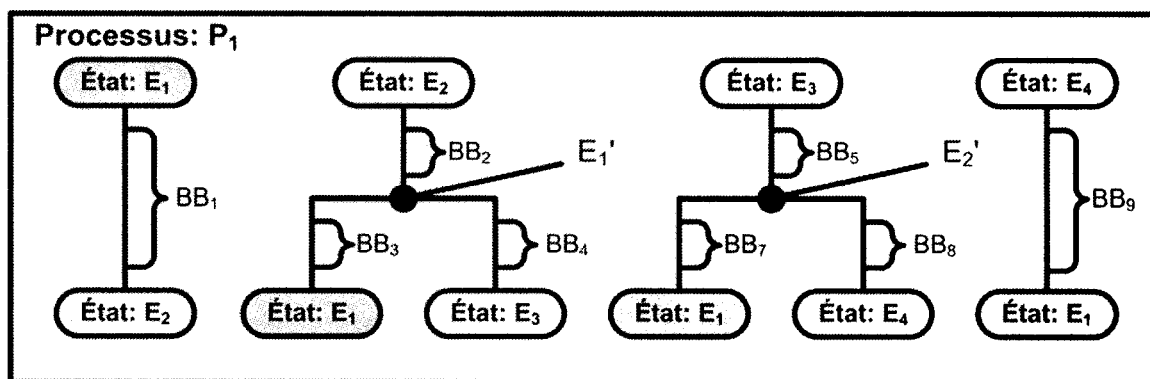 Processus: P₁
État: E₁
État: E₂
État: E₃
État: E₄
BB₂
E₁'
BB₅
E₂'
BB₁
BB₃
BB₄
BB₇
BB₈
BB₉
État: E₂
État: E₁
État: E₃
État: E₁
État: E₄
État: E₁